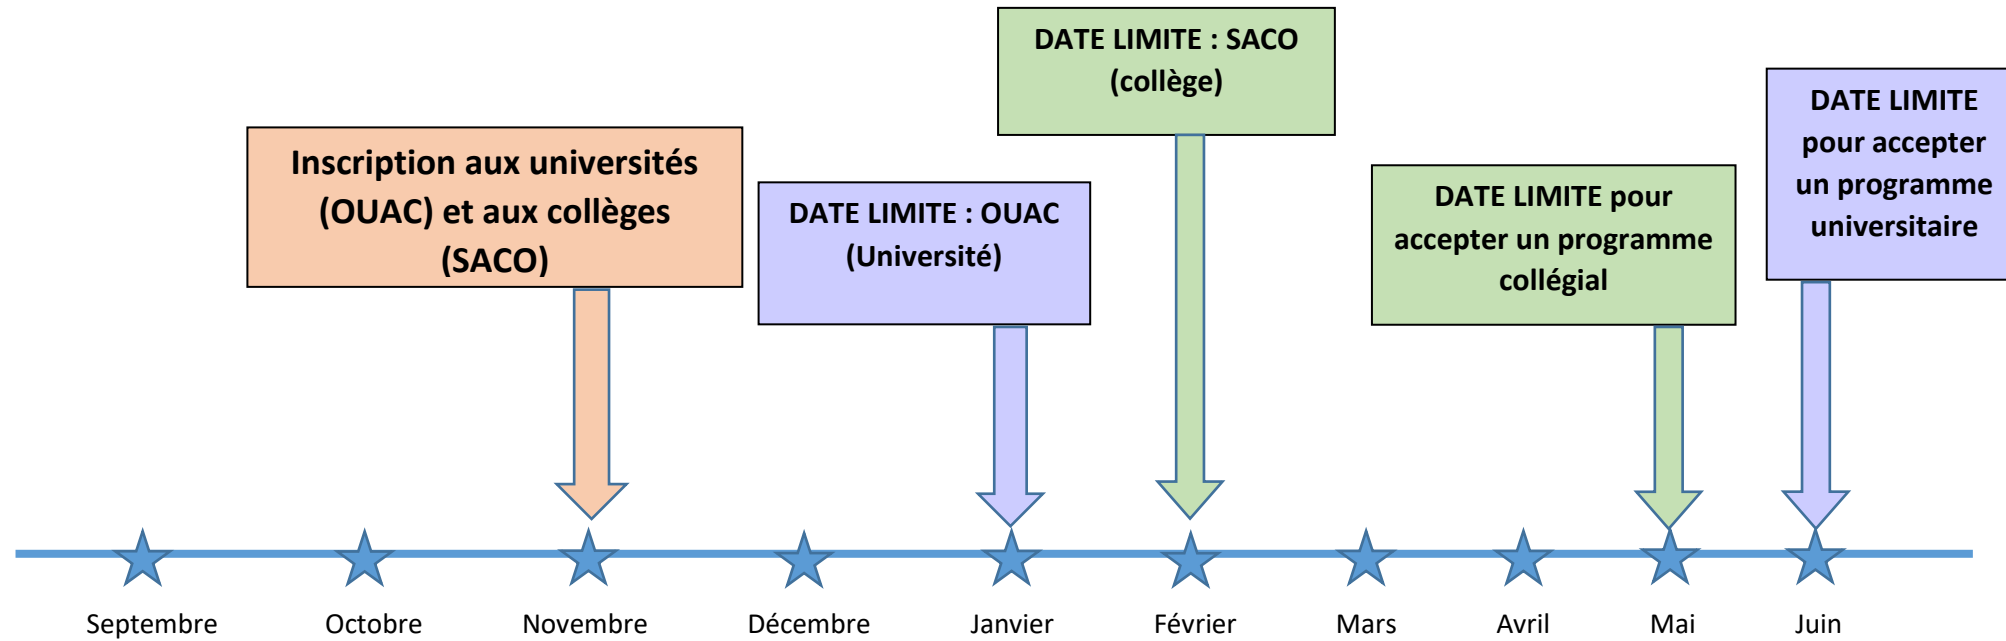 DATE LIMITE : SACO
(collège)
DATE LIMITE
pour accepter
un programme
universitaire
Inscription aux universités
(OUAC) et aux collèges
(SACO)
DATE LIMITE : OUAC
(Université)
DATE LIMITE pour
accepter un programme
collégial
Septembre
Octobre
Novembre
Décembre
Janvier
Février
Mars
Avril
Mai
Juin